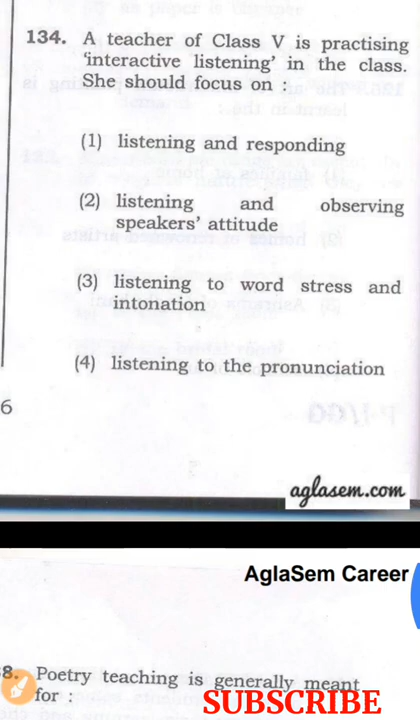 134. A teacher of Class V is practising
'interactive listening' in the class.
She should focus on :
(1) listening and responding
(2) listening and observing
speakers' attitude
(3) listening to word stress and
intonation
(4) listening to the pronunciation
6
aglasem.com
AglaSem Career
8. Poetry teaching is generally meant
for :
SUBSCRIBE